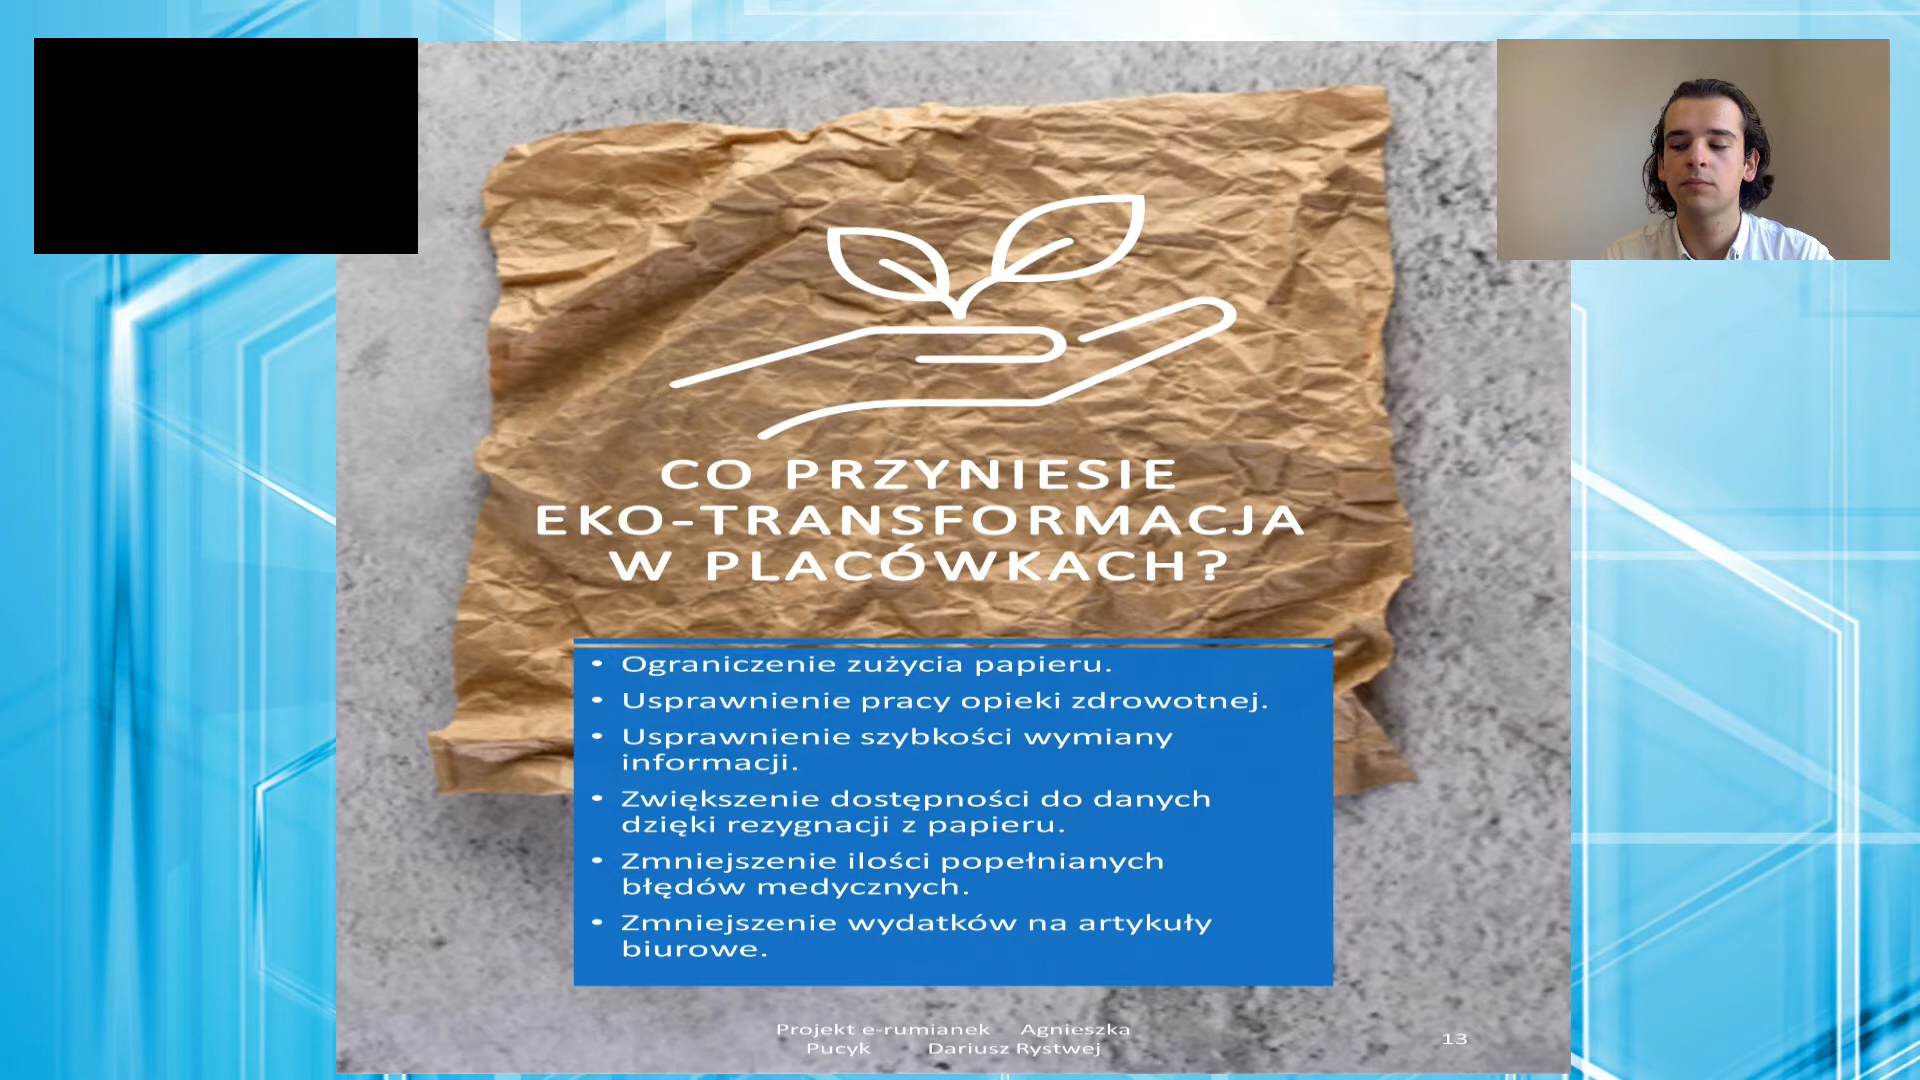 CO PRZYNIESIE
EKO-TRANSFORMACJA
W PLACÓWKACH?
• Ograniczenie zużycia papieru.
• Usprawnienie pracy opieki zdrowotnej.
• Usprawnienie szybkości wymiany
informacji.
• Zwiększenie dostępności do danych
dzięki rezygnacji z papieru.
• Zmniejszenie ilości popełnianych
błędów medycznych.
• Zmniejszenie wydatków na artykuły
biurowe.
Projekt e-rumianek Agnieszka
Pucyk Dariusz Rystwej
13